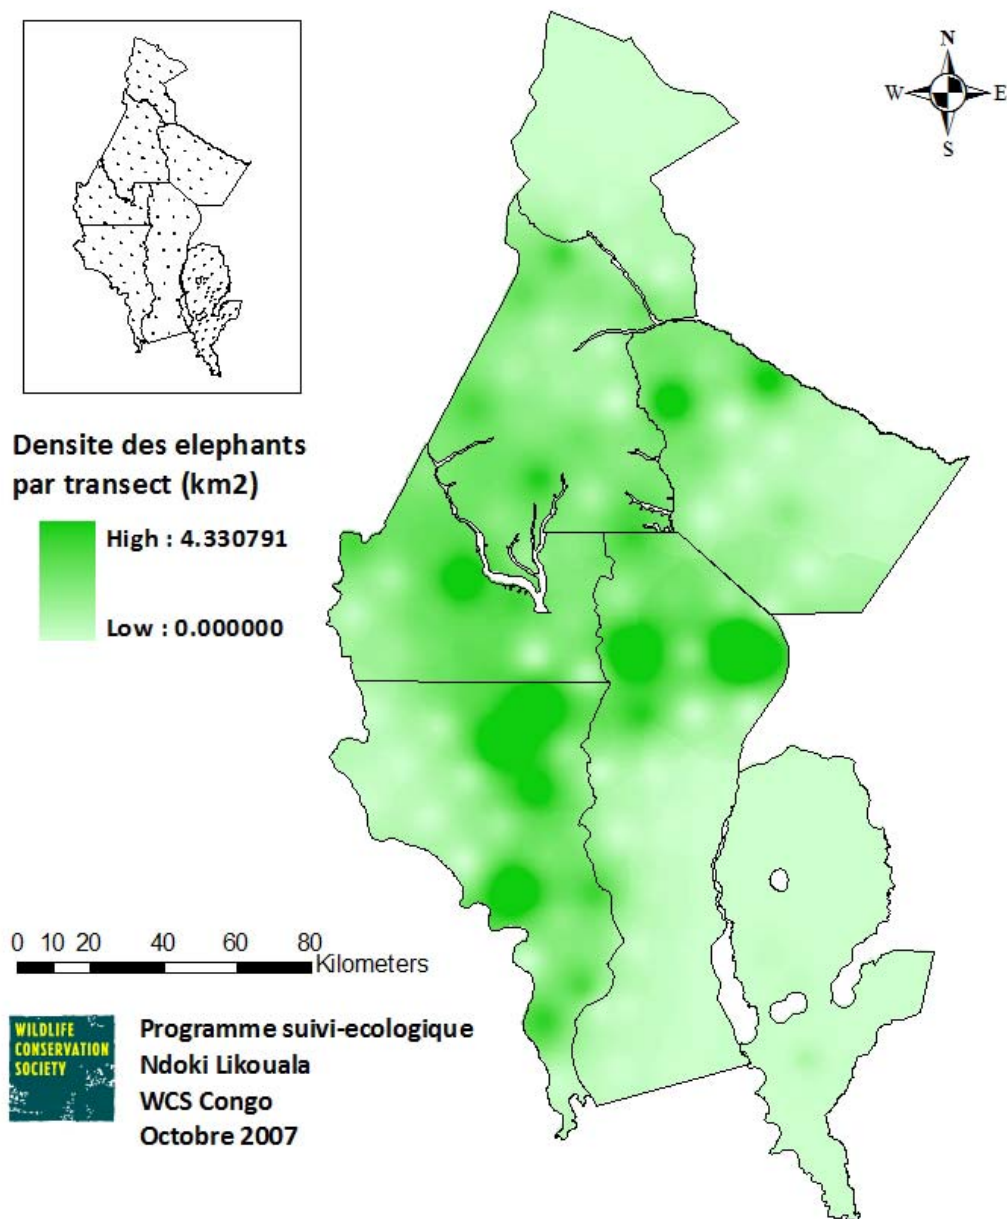 N
W E
S
Densite des elephants
par transect (km2)
High : 4.330791
Low : 0.000000
0 10 20 40 60 80
Kilometers
WILDLIFE
CONSERVATION
SOCIETY
Programme suivi-ecologique
Ndoki Likouala
WCS Congo
Octobre 2007